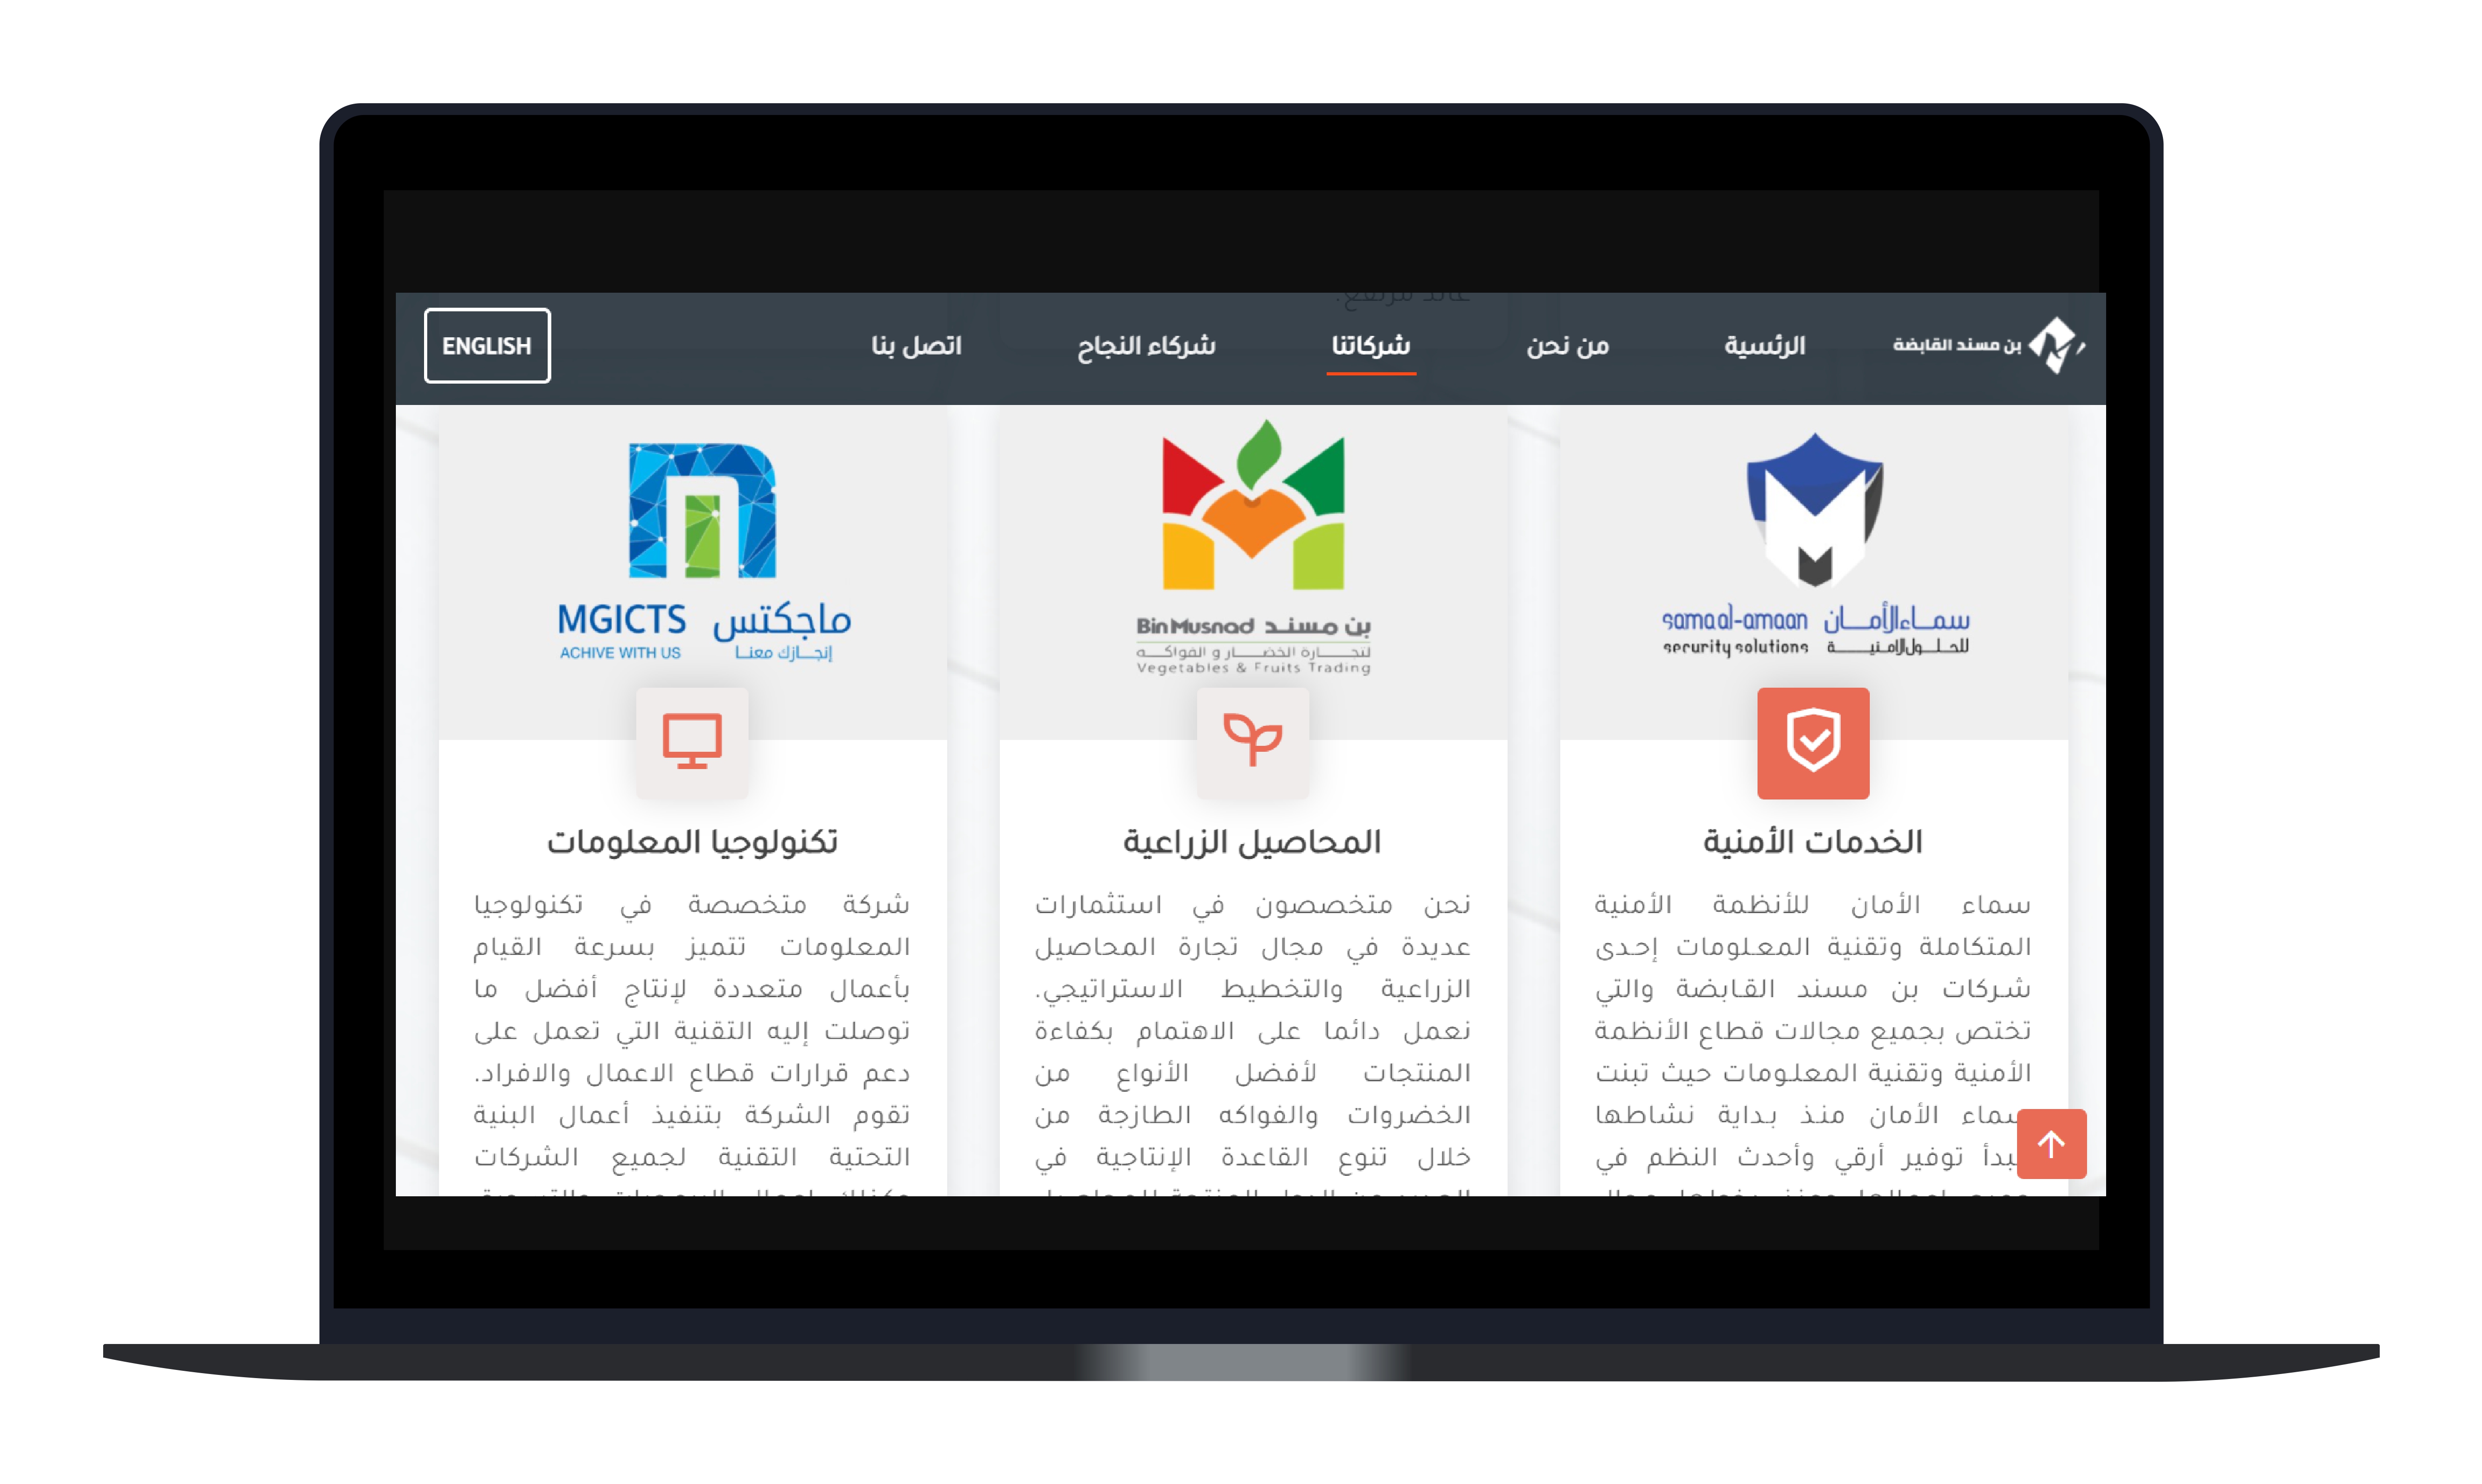 بن مسند القابضة
الرئسية
من نحن
شركاتنا
شركاء النجاح
اتصل بنا
ENGLISH
عائد مرتفع.
samaal-amaan سماء الأمان
security solutions للحلول الامنية
الخدمات الأمنية
سماء الأمان للأنظمة الأمنية
المتكاملة وتقنية المعلومات إحدى
شركات بن مسند القابضة والتي
تختص بجميع مجالات قطاع الأنظمة
الأمنية وتقنية المعلومات حيث تبنت
سماء الأمان منذ بداية نشاطها
توفير أرقي وأحدث النظم في
Bin Musnad بن مسند
لتجارة الخضار و الفواكه
Vegetables & Fruits Trading
المحاصيل الزراعية
نحن متخصصون في استثمارات
عديدة في مجال تجارة المحاصيل
الزراعية والتخطيط الاستراتيجي.
نعمل دائما على الاهتمام بكفاءة
المنتجات لأفضل الأنواع من
الخضروات والفواكه الطازجة من
خلال تنوع القاعدة الإنتاجية في
MGICTS ماجكتس
ACHIVE WITH US إنجازك معنا
تكنولوجيا المعلومات
شركة متخصصة في تكنولوجيا
المعلومات تتميز بسرعة القيام
بأعمال متعددة لإنتاج أفضل ما
توصلت إليه التقنية التي تعمل على
دعم قرارات قطاع الاعمال والافراد.
تقوم الشركة بتنفيذ أعمال البنية
التحتية التقنية لجميع الشركات